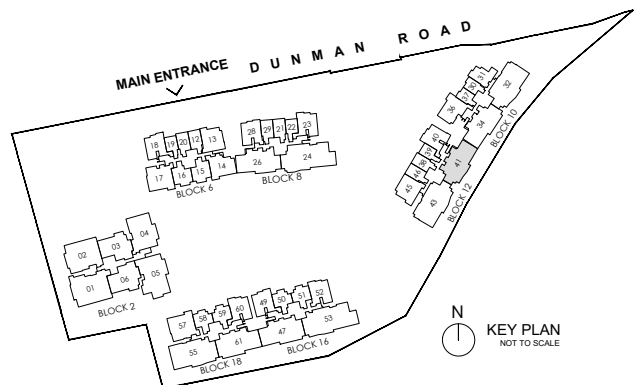 DUNMAN ROAD
MAIN ENTRANCE
18 19 20 12 13
17 16 15 14
BLOCK 6
28 29 21 22 23
26 24
BLOCK 8
31
30
37
32
36
34
BLOCK 10
40
39
38
46
45
41
43
BLOCK 12
02 03 04
01 06 05
BLOCK 2
57 58 59 60
55 61
BLOCK 18
49 50 51 52
47 53
BLOCK 16
N
KEY PLAN
NOT TO SCALE